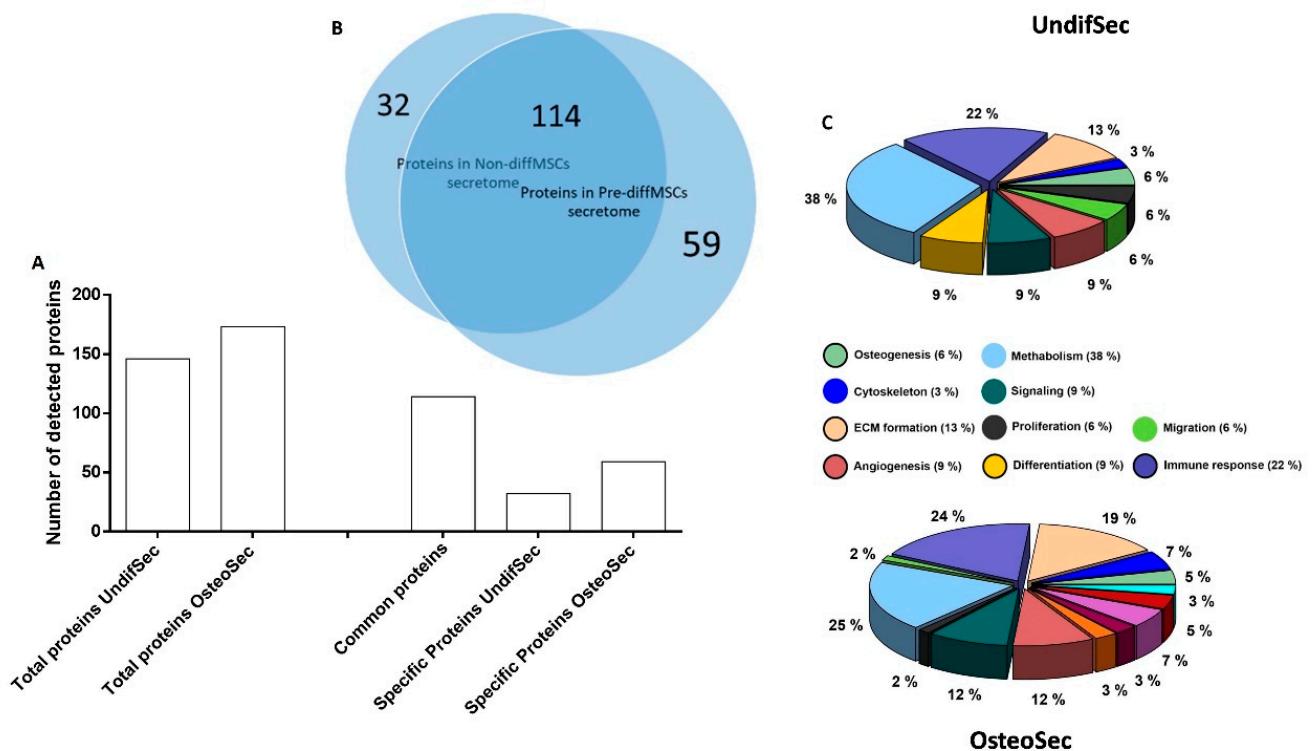 B
32
114
Proteins in Non-diffMSCs
secretome
Proteins in Pre-diffMSCs
secretome
59
A
Number of detected proteins
200
150
100
50
0
Total proteins UndifSec
Total proteins OsteoSec
Common proteins
Specific Proteins UndifSec
Specific Proteins OsteoSec
UndifSec
C
22 %
13 %
3 %
6 %
6 %
6 %
9 %
9 %
9 %
38 %
Osteogenesis (6 %)
Methabolism (38 %)
Cytoskeleton (3 %)
Signaling (9 %)
ECM formation (13 %)
Proliferation (6 %)
Migration (6 %)
Angiogenesis (9 %)
Differentiation (9 %)
Immune response (22 %)
24 %
19 %
7 %
5 %
3 %
5 %
7 %
3 %
3 %
12 %
12 %
2 %
25 %
2 %
OsteoSec